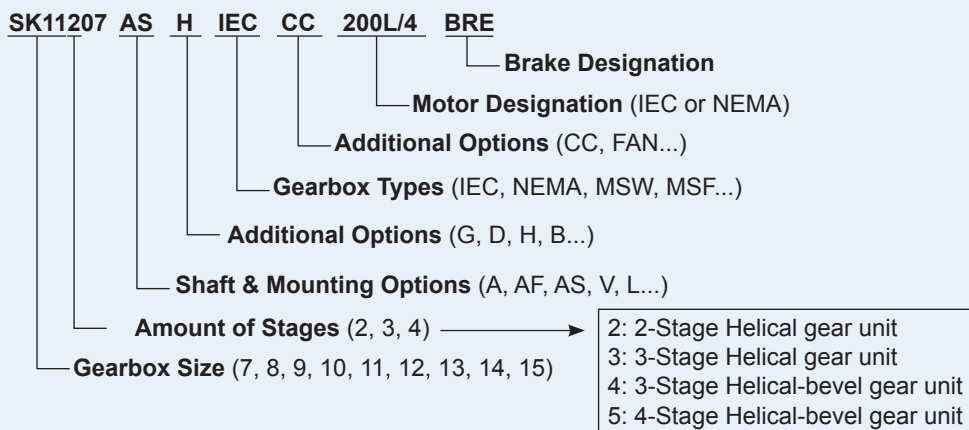 SK11207 AS H IEC CC 200L/4 BRE
Brake Designation
Motor Designation (IEC or NEMA)
Additional Options (CC, FAN...)
Gearbox Types (IEC, NEMA, MSW, MSF...)
Additional Options (G, D, H, B...)
Shaft & Mounting Options (A, AF, AS, V, L...)
Amount of Stages (2, 3, 4)
2: 2-Stage Helical gear unit
3: 3-Stage Helical gear unit
4: 3-Stage Helical-bevel gear unit
5: 4-Stage Helical-bevel gear unit
Gearbox Size (7, 8, 9, 10, 11, 12, 13, 14, 15)